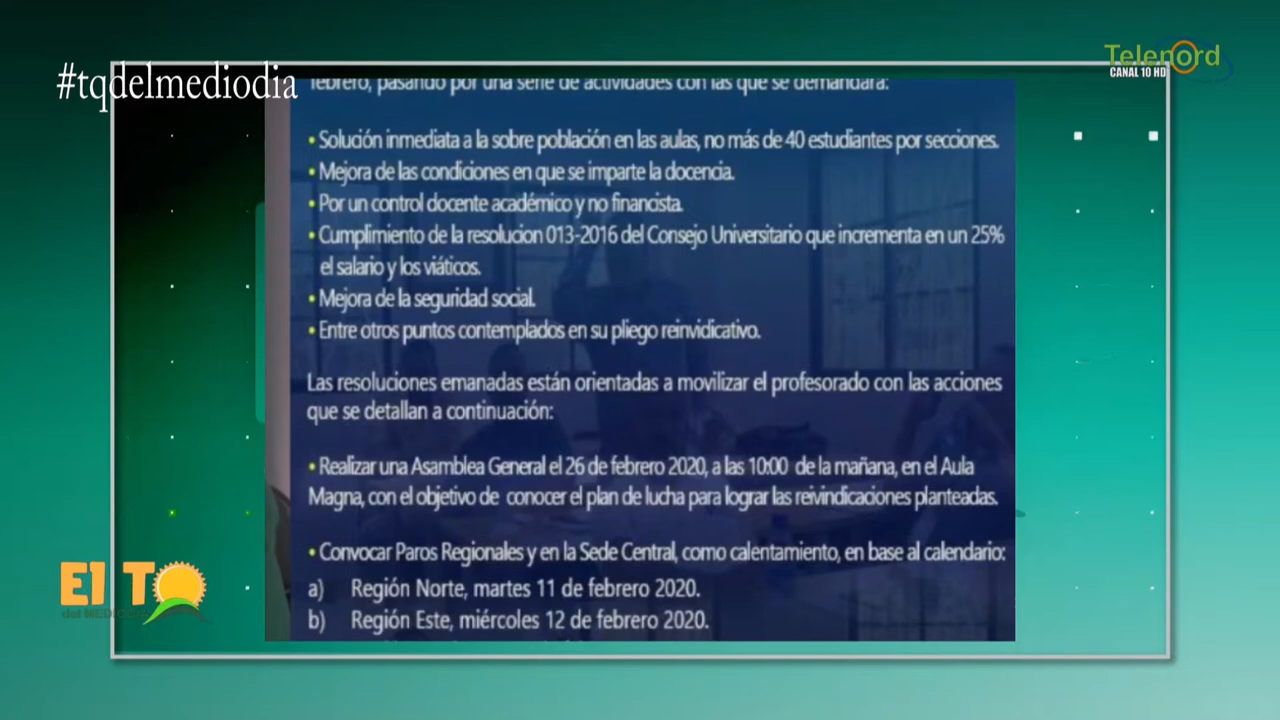 Telenord
CANAL 10 HD
#tqdelmediodia
febrero, pasando por una serie de actividades con las que se demandará:
• Solución inmediata a la sobre población en las aulas, no más de 40 estudiantes por secciones.
• Mejora de las condiciones en que se imparte la docencia.
• Por un control docente académico y no financista.
• Cumplimiento de la resolucion 013-2016 del Consejo Universitario que incrementa en un 25%
el salario y los viáticos.
• Mejora de la seguridad social.
• Entre otros puntos contemplados en su pliego reinvidicativo.
Las resoluciones emanadas están orientadas a movilizar el profesorado con las acciones
que se detallan a continuación:
• Realizar una Asamblea General el 26 de febrero 2020, a las 10:00 de la mañana, en el Aula
Magna, con el objetivo de conocer el plan de lucha para lograr las reivindicaciones planteadas.
• Convocar Paros Regionales y en la Sede Central, como calentamiento, en base al calendario:
a) Región Norte, martes 11 de febrero 2020.
b) Región Este, miércoles 12 de febrero 2020.
El T
del